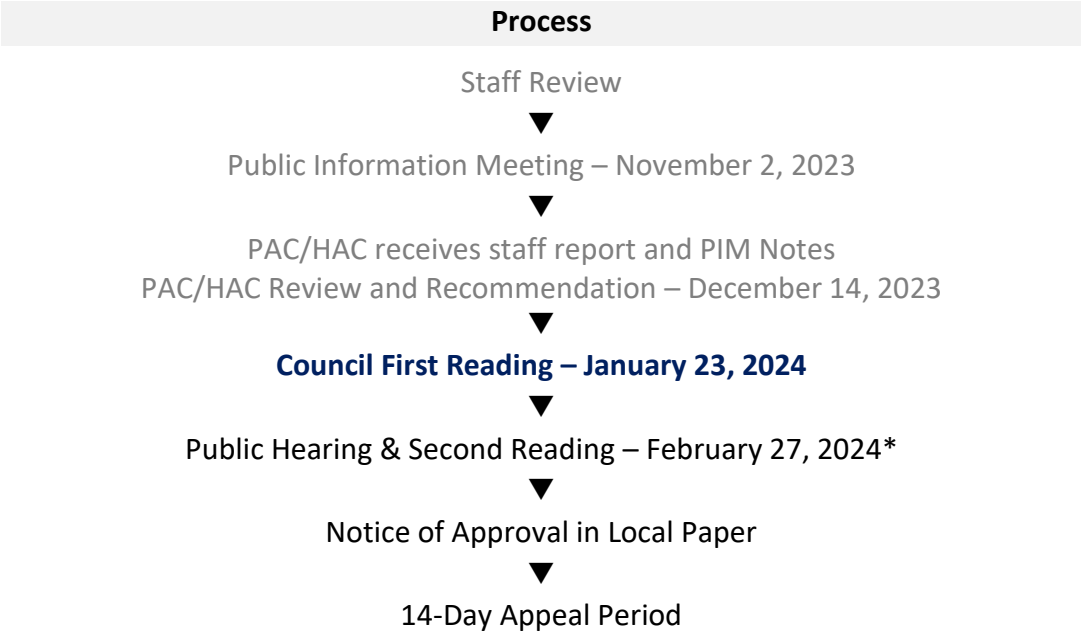 Process
Staff Review
Public Information Meeting – November 2, 2023
PAC/HAC receives staff report and PIM Notes
PAC/HAC Review and Recommendation – December 14, 2023
Council First Reading – January 23, 2024
Public Hearing & Second Reading – February 27, 2024*
Notice of Approval in Local Paper
14-Day Appeal Period